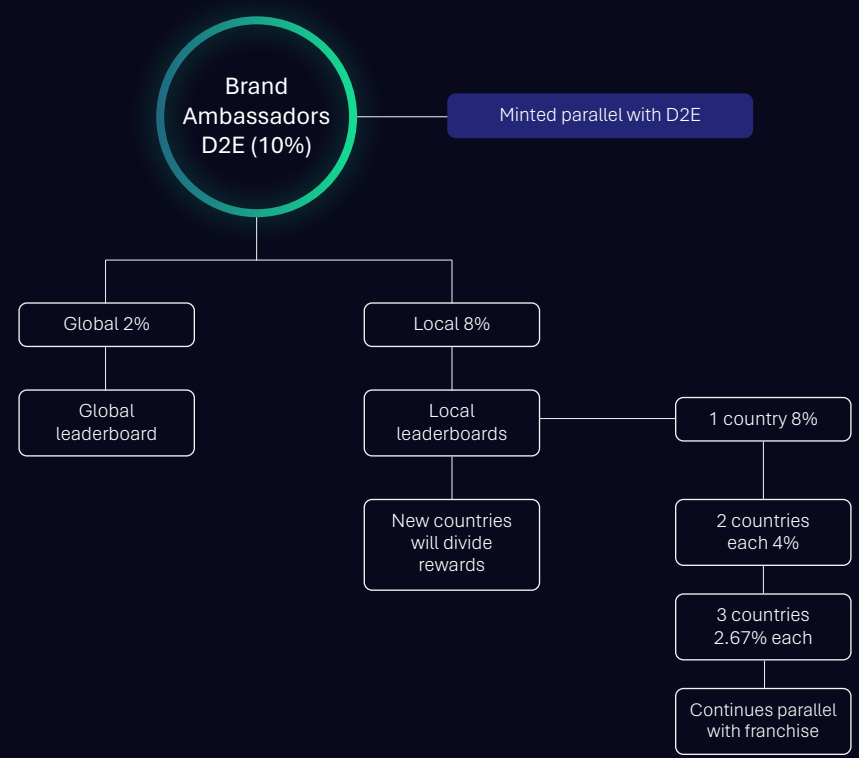 Brand
Ambassadors
D2E (10%)
Minted parallel with D2E
Global 2%
Local 8%
Global
leaderboard
Local
leaderboards
1 country 8%
New countries
will divide
rewards
2 countries
each 4%
3 countries
2.67% each
Continues parallel
with franchise